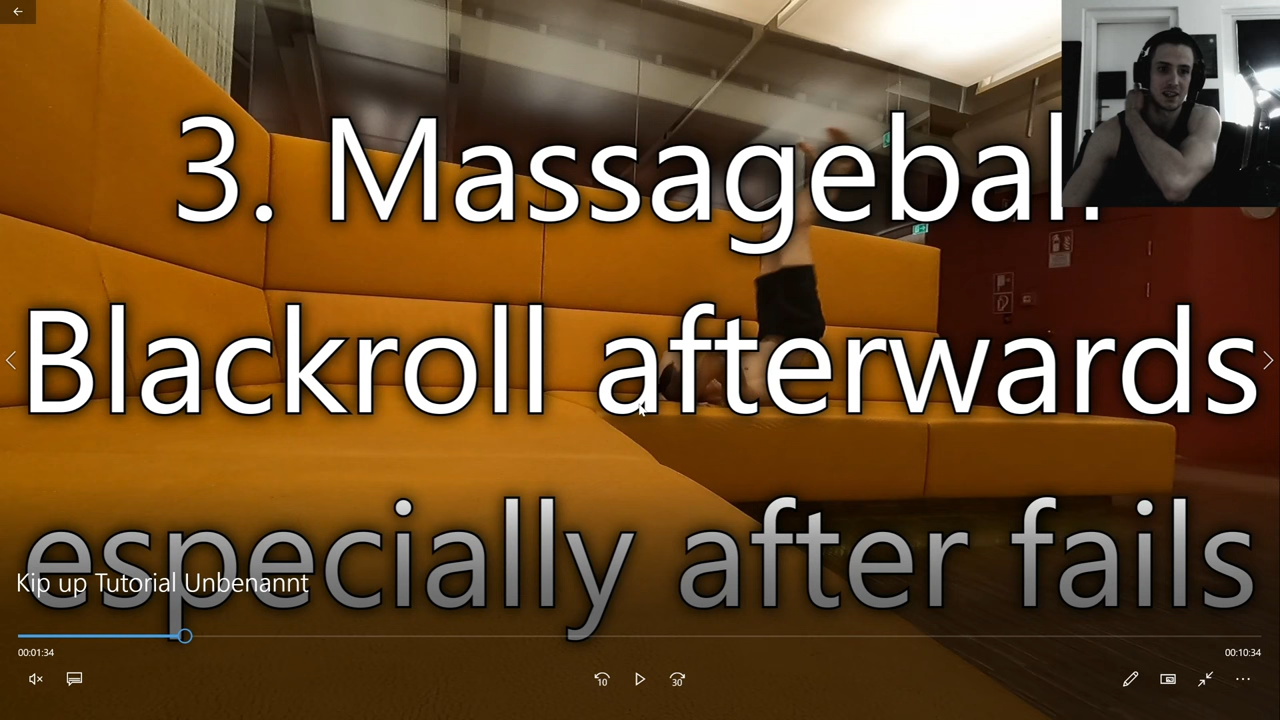 3. Massagebal.
Blackroll afterwards
especially after fails
Kip up Tutorial Unbenannt
00:01:34
00:10:34
10
30